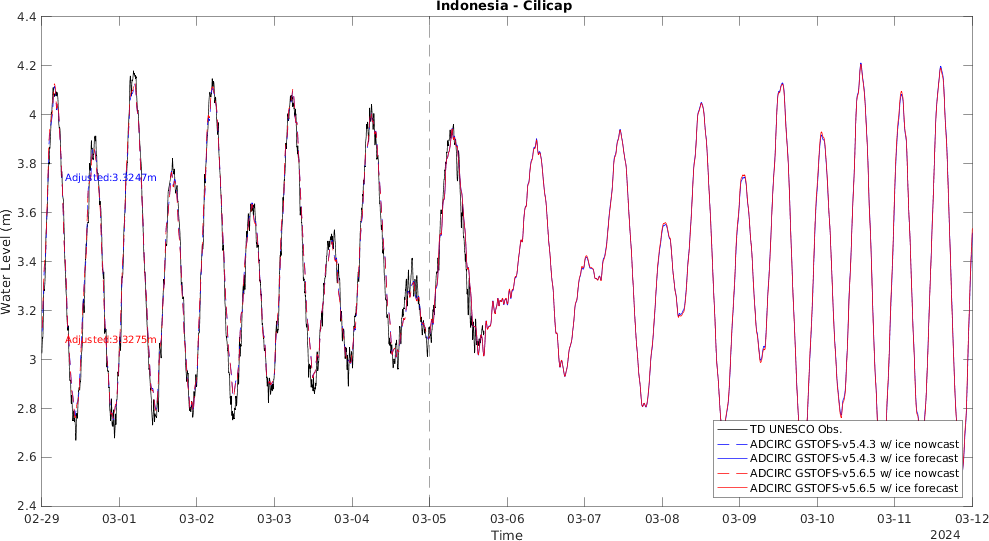 Indonesia - Cilicap
4.4
4.2
4
3.8
3.6
3.4
3.2
3
2.8
2.6
2.4
Water Level (m)
Adjusted:3.3247m
Adjusted:3.3275m
TD UNESCO Obs.
ADCIRC GSTOFS-v5.4.3 w/ ice nowcast
ADCIRC GSTOFS-v5.4.3 w/ ice forecast
ADCIRC GSTOFS-v5.6.5 w/ ice nowcast
ADCIRC GSTOFS-v5.6.5 w/ ice forecast
02-29 03-01 03-02 03-03 03-04 03-05 03-06 03-07 03-08 03-09 03-10 03-11 03-12
Time
2024